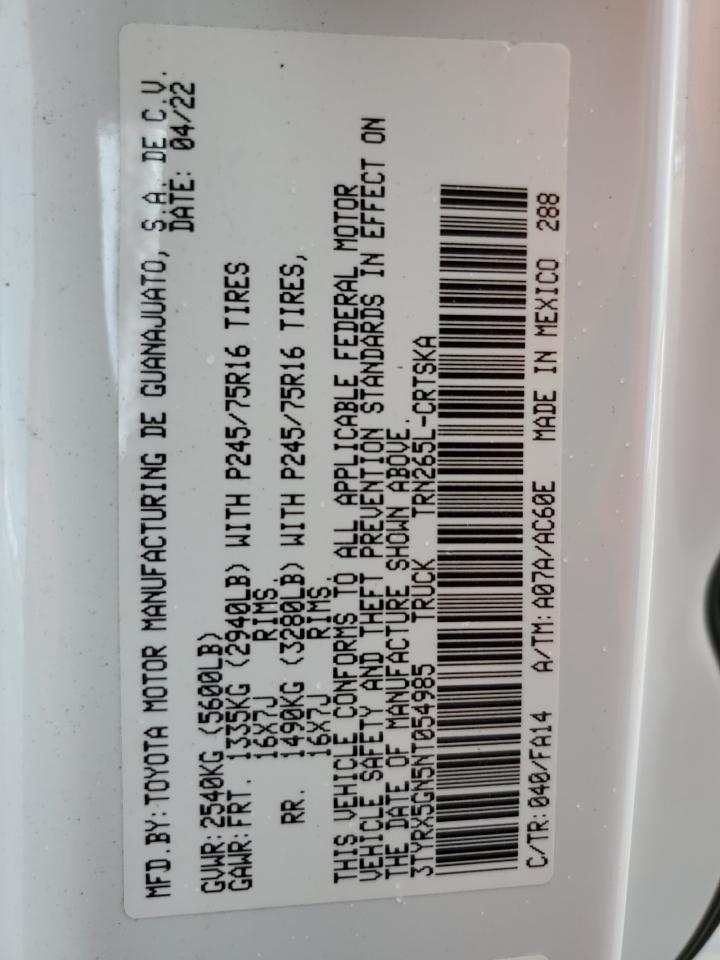 MFD.BY:TOYOTA MOTOR MANUFACTURING DE GUANAJUATO, S.A. DE C.V.
DATE: 04/22
GVWR:2540KG (5600LB)
GAWR:FRT. 1335KG (2940LB) WITH P245/75R16 TIRES
16X7J RIMS,
RR. 1490KG (3280LB) WITH P245/75R16 TIRES,
16X7J RIMS.
THIS VEHICLE CONFORMS TO ALL APPLICABLE FEDERAL MOTOR
VEHICLE SAFETY AND THEFT PREVENTION STANDARDS IN EFFECT ON
THE DATE OF MANUFACTURE SHOWN ABOVE.
3TYRX5GN5NT054985 TRUCK TRN265L-CRTSKA
C/TR:040/FA14 A/TM:A07A/AC60E MADE IN MEXICO 288